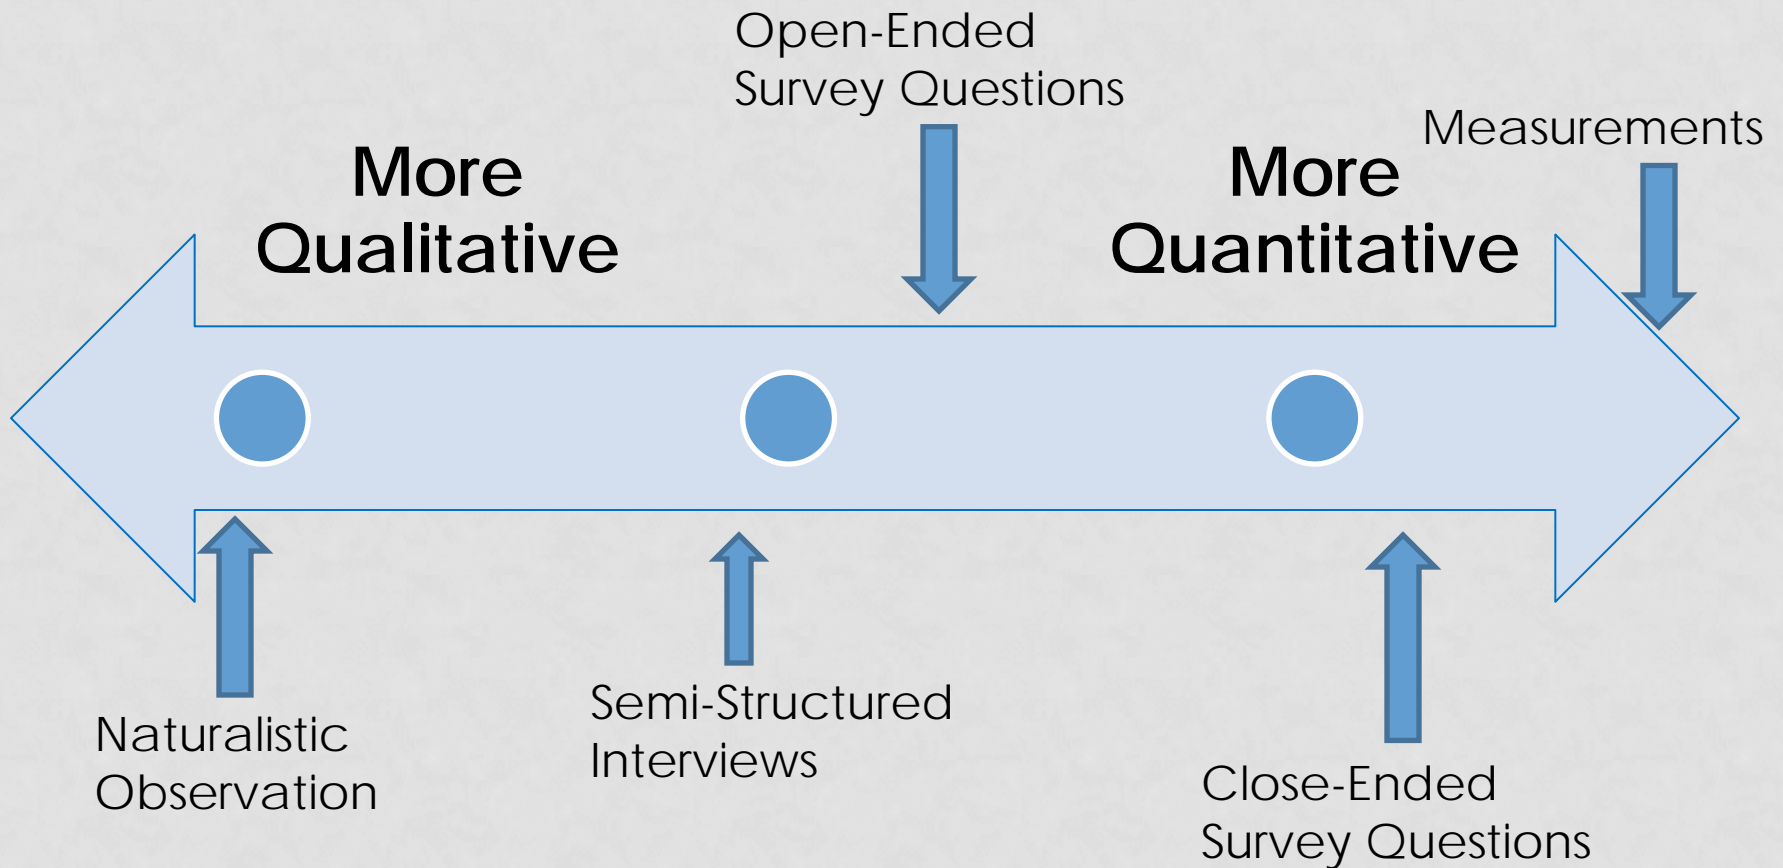 Open-Ended
Survey Questions
Measurements
More
Qualitative
More
Quantitative
Naturalistic
Observation
Semi-Structured
Interviews
Close-Ended
Survey Questions